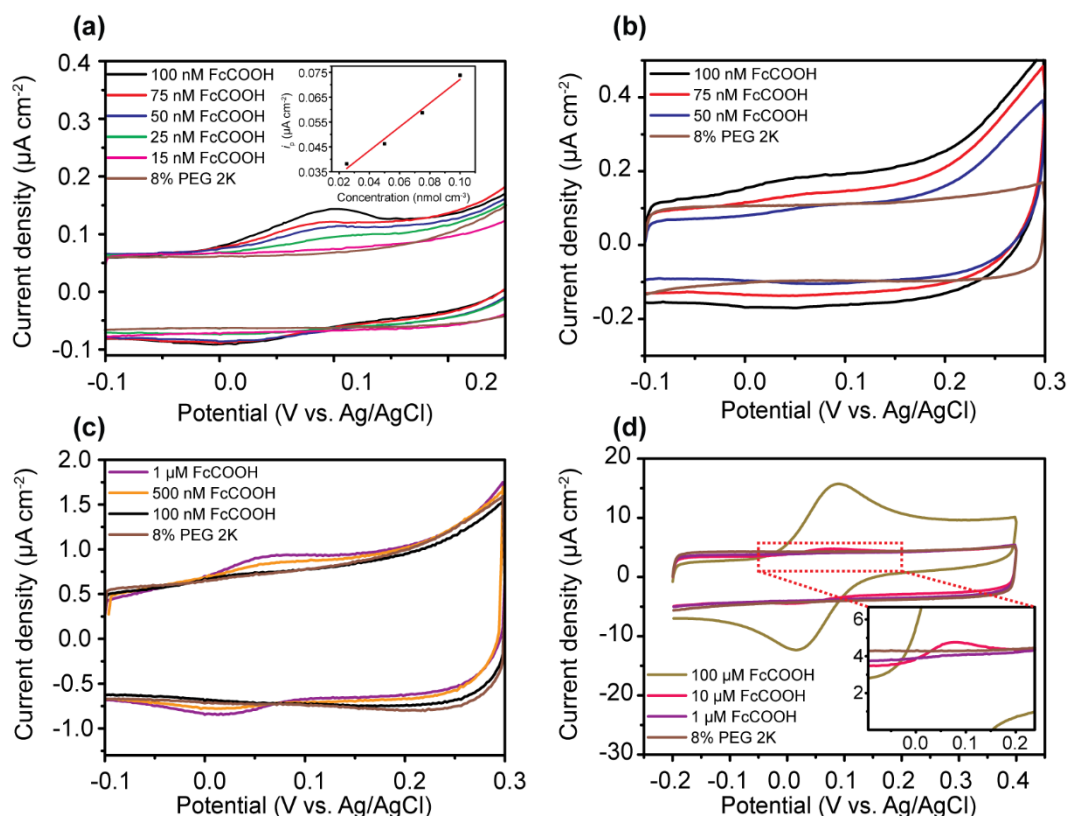 (a)
0.4
0.3
0.2
0.1
0.0
-0.1
Current density (µA cm⁻²)
100 nM FcCOOH
75 nM FcCOOH
50 nM FcCOOH
25 nM FcCOOH
15 nM FcCOOH
8% PEG 2K
0.075
0.065
0.055
0.045
0.035
iₚ (µA cm⁻²)
0.02 0.04 0.06 0.08 0.10
Concentration (nmol cm⁻³)
-0.1 0.0 0.1 0.2
Potential (V vs. Ag/AgCl)
(b)
0.4
0.2
0.0
-0.2
Current density (µA cm⁻²)
100 nM FcCOOH
75 nM FcCOOH
50 nM FcCOOH
8% PEG 2K
-0.1 0.0 0.1 0.2 0.3
Potential (V vs. Ag/AgCl)
(c)
2.0
1.5
1.0
0.5
0.0
-0.5
-1.0
Current density (µA cm⁻²)
1 µM FcCOOH
500 nM FcCOOH
100 nM FcCOOH
8% PEG 2K
-0.1 0.0 0.1 0.2 0.3
Potential (V vs. Ag/AgCl)
(d)
20
10
0
-10
-20
-30
Current density (µA cm⁻²)
100 µM FcCOOH
10 µM FcCOOH
1 µM FcCOOH
8% PEG 2K
6
4
2
0.0 0.1 0.2
-0.2 -0.1 0.0 0.1 0.2 0.3 0.4
Potential (V vs. Ag/AgCl)